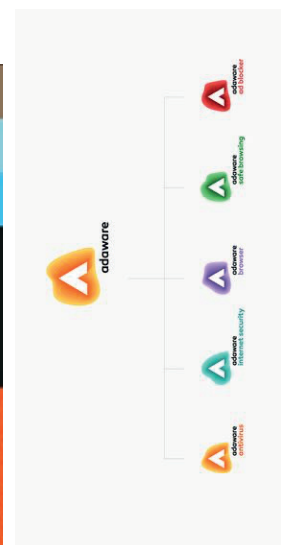 adaware
adaware
antivirus
adaware
internet security
adaware
browser
adaware
safe browsing
adaware
ad blocker